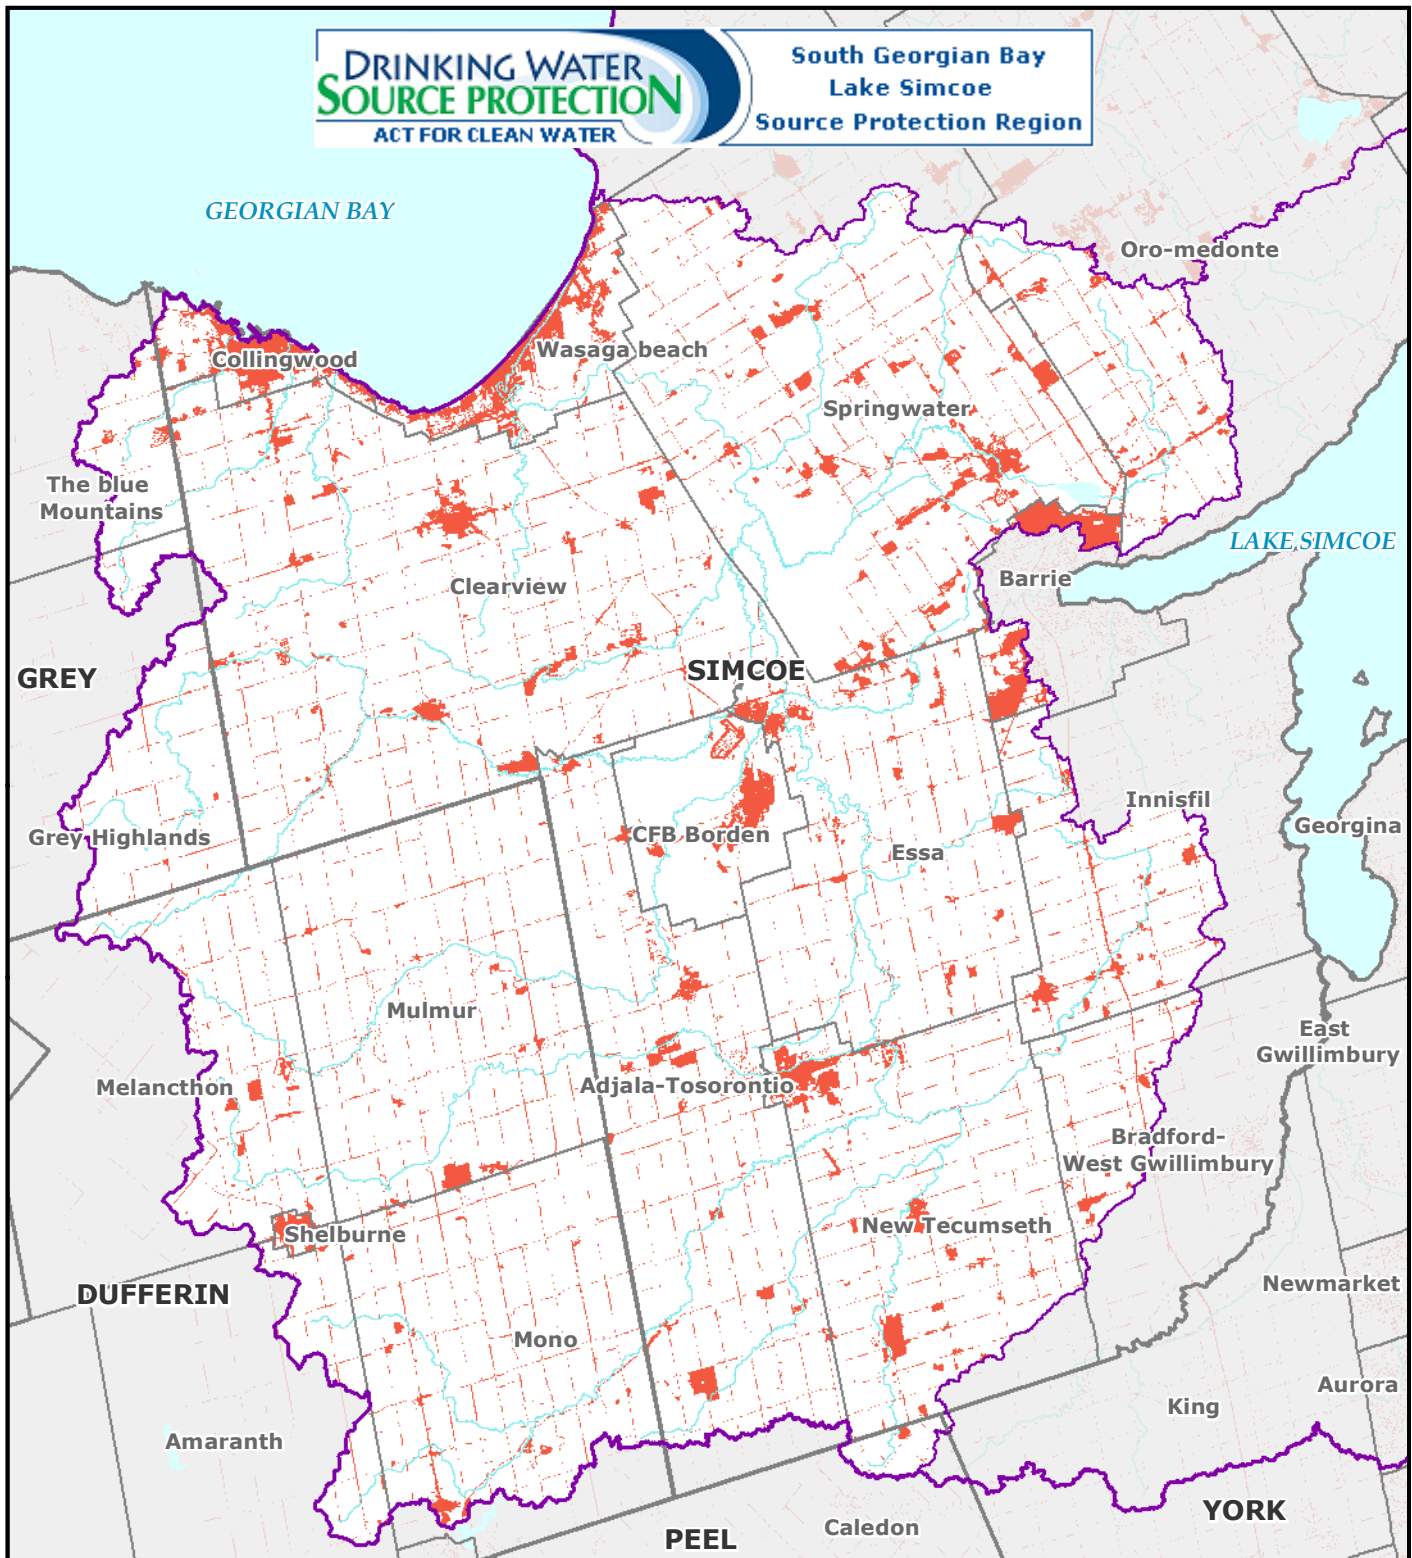 DRINKING WATER
SOURCE PROTECTION
ACT FOR CLEAN WATER
South Georgian Bay
Lake Simcoe
Source Protection Region
GEORGIAN BAY
Oro-medonte
Collingwood
Wasaga beach
Springwater
The blue
Mountains
LAKE SIMCOE
Barrie
Clearview
GREY
SIMCOE
Innisfil
Georgina
Grey Highlands
CFB Borden
Essa
Mulmur
East
Gwillimbury
Melancthon
Adjala-Tosorontio
Bradford-
West Gwillimbury
New Tecumseth
Shelburne
DUFFERIN
Newmarket
Mono
Aurora
King
Amaranth
YORK
Caledon
PEEL